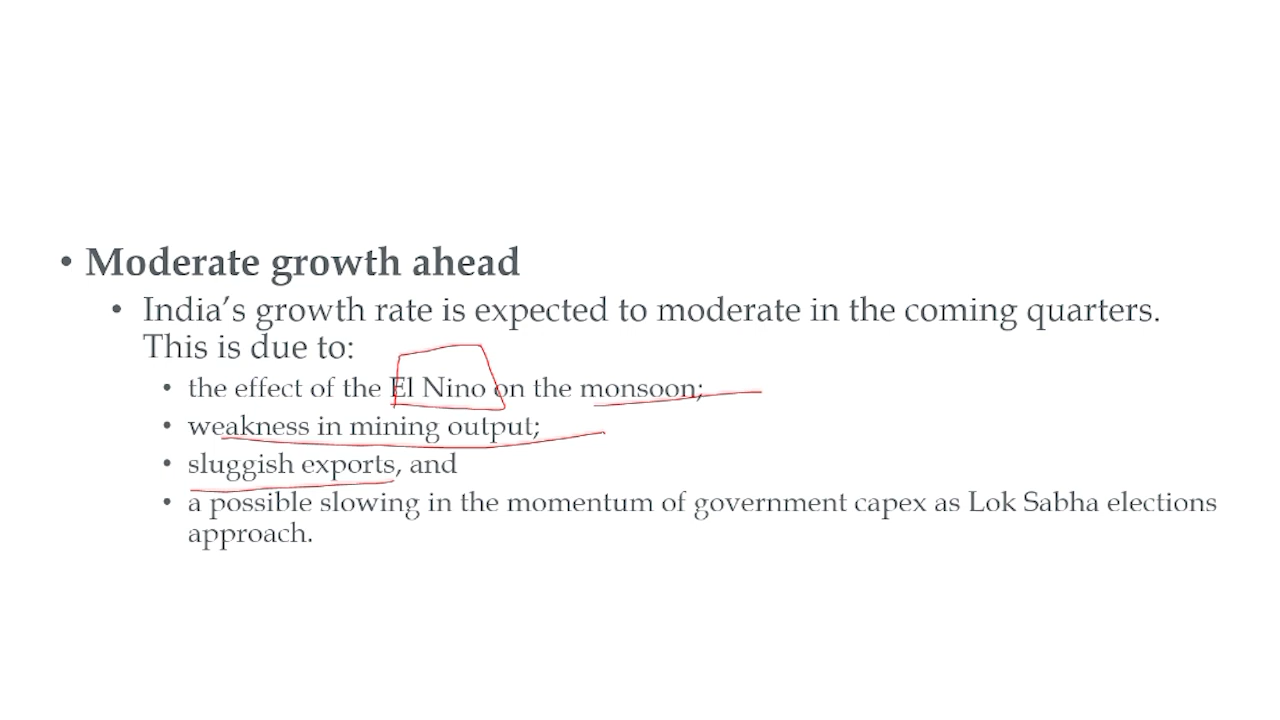 • Moderate growth ahead
• India’s growth rate is expected to moderate in the coming quarters.
This is due to:
• the effect of the El Nino on the monsoon;
• weakness in mining output;
• sluggish exports, and
• a possible slowing in the momentum of government capex as Lok Sabha elections
approach.